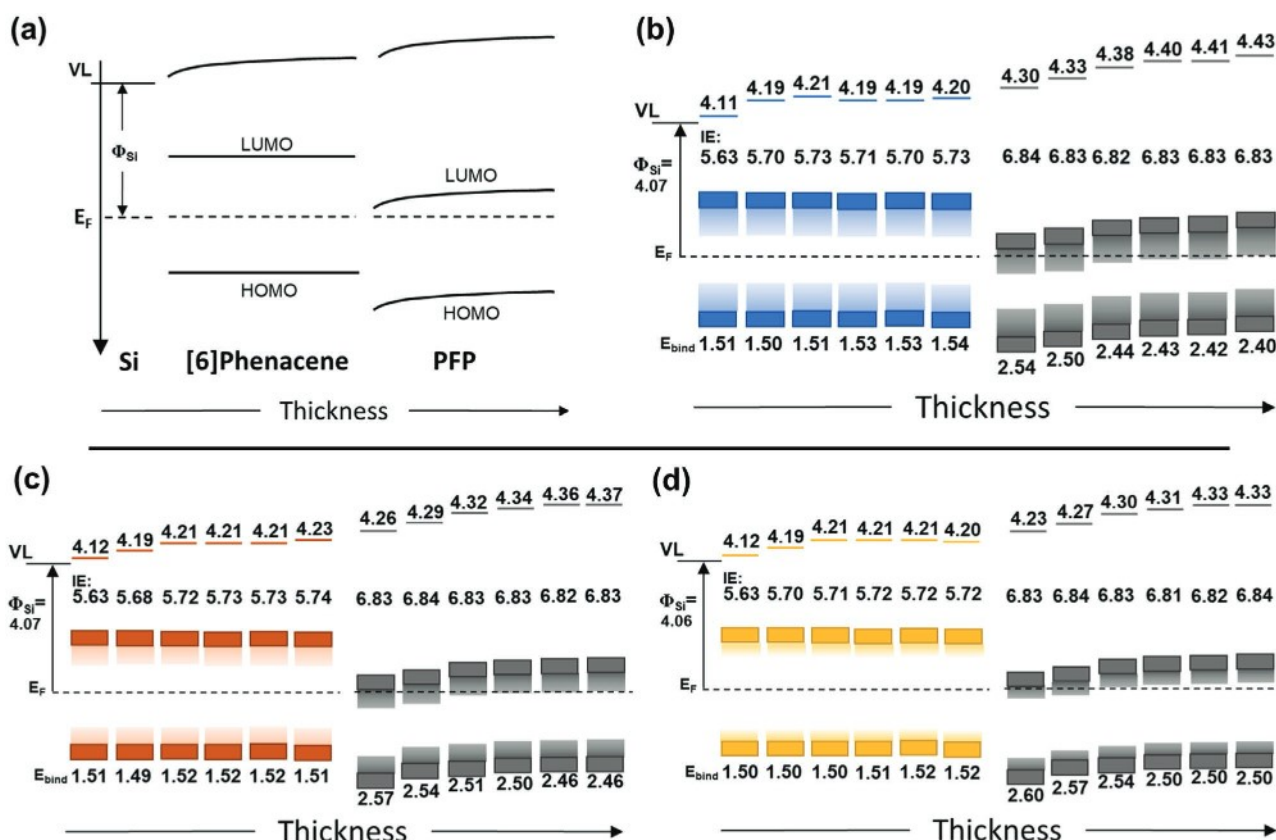 (a)
VL
Φ_Si
E_F
LUMO
HOMO
LUMO
HOMO
Si [6]Phenacene PFP
Thickness
(b)
4.11 4.19 4.21 4.19 4.19 4.20 4.30 4.33 4.38 4.40 4.41 4.43
VL
IE:
5.63 5.70 5.73 5.71 5.70 5.73 6.84 6.83 6.82 6.83 6.83 6.83
Φ_Si=
4.07
E_F
E_bind 1.51 1.50 1.51 1.53 1.53 1.54 2.54 2.50 2.44 2.43 2.42 2.40
Thickness
(c)
4.12 4.19 4.21 4.21 4.21 4.23 4.26 4.29 4.32 4.34 4.36 4.37
VL
IE:
5.63 5.68 5.72 5.73 5.73 5.74 6.83 6.84 6.83 6.83 6.82 6.83
Φ_Si=
4.07
E_F
E_bind 1.51 1.49 1.52 1.52 1.52 1.51 2.57 2.54 2.51 2.50 2.46 2.46
Thickness
(d)
4.12 4.19 4.21 4.21 4.21 4.20 4.23 4.27 4.30 4.31 4.33 4.33
VL
IE:
5.63 5.70 5.71 5.72 5.72 5.72 6.83 6.84 6.83 6.81 6.82 6.84
Φ_Si=
4.06
E_F
E_bind 1.50 1.50 1.50 1.51 1.52 1.52 2.60 2.57 2.54 2.50 2.50 2.50
Thickness